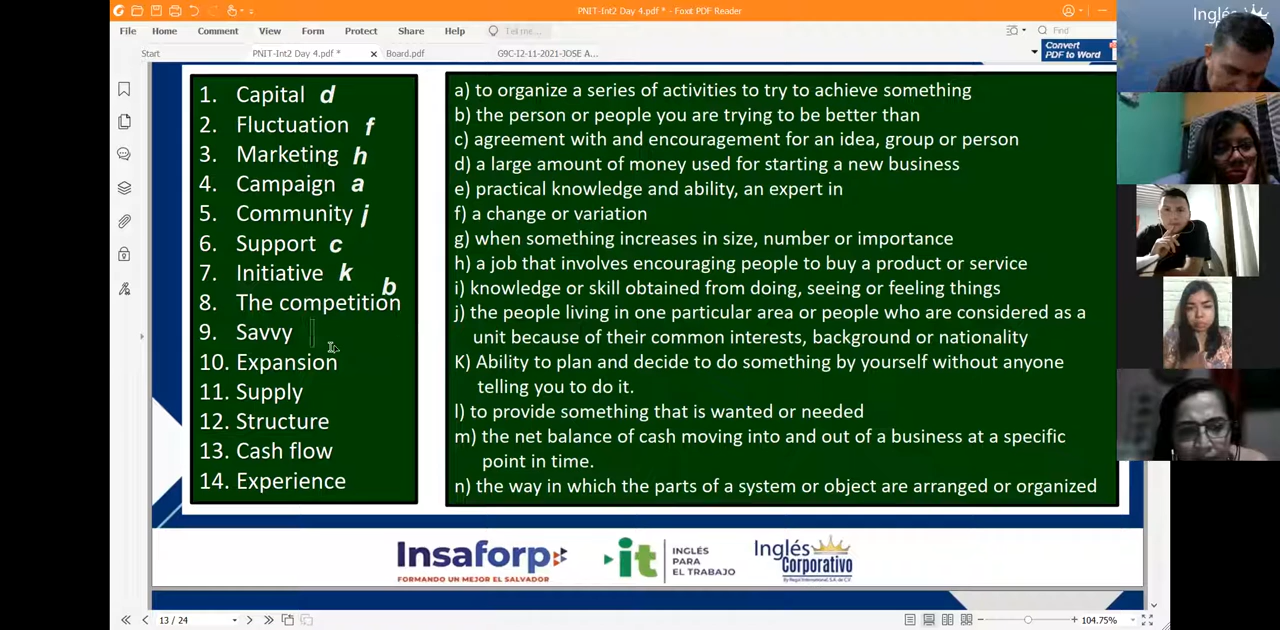 PNIT-Int2 Day 4.pdf * - Foxit PDF Reader
File Home Comment View Form Protect Share Help Tell me... Find
Start PNIT-Int2 Day 4.pdf * Board.pdf G9C-I2-11-2021-JOSE A...
Convert
PDF to Word
Inglés
1. Capital d
2. Fluctuation f
3. Marketing h
4. Campaign a
5. Community j
6. Support c
7. Initiative k
8. The competition b
9. Savvy
10. Expansion
11. Supply
12. Structure
13. Cash flow
14. Experience
a) to organize a series of activities to try to achieve something
b) the person or people you are trying to be better than
c) agreement with and encouragement for an idea, group or person
d) a large amount of money used for starting a new business
e) practical knowledge and ability, an expert in
f) a change or variation
g) when something increases in size, number or importance
h) a job that involves encouraging people to buy a product or service
i) knowledge or skill obtained from doing, seeing or feeling things
j) the people living in one particular area or people who are considered as a
unit because of their common interests, background or nationality
K) Ability to plan and decide to do something by yourself without anyone
telling you to do it.
l) to provide something that is wanted or needed
m) the net balance of cash moving into and out of a business at a specific
point in time.
n) the way in which the parts of a system or object are arranged or organized
Insaforp
FORMANDO UN MEJOR EL SALVADOR
it
INGLÉS
PARA
EL TRABAJO
Inglés
Corporativo
By Regal International, S.A. de C.V.
13 / 24
104.75%